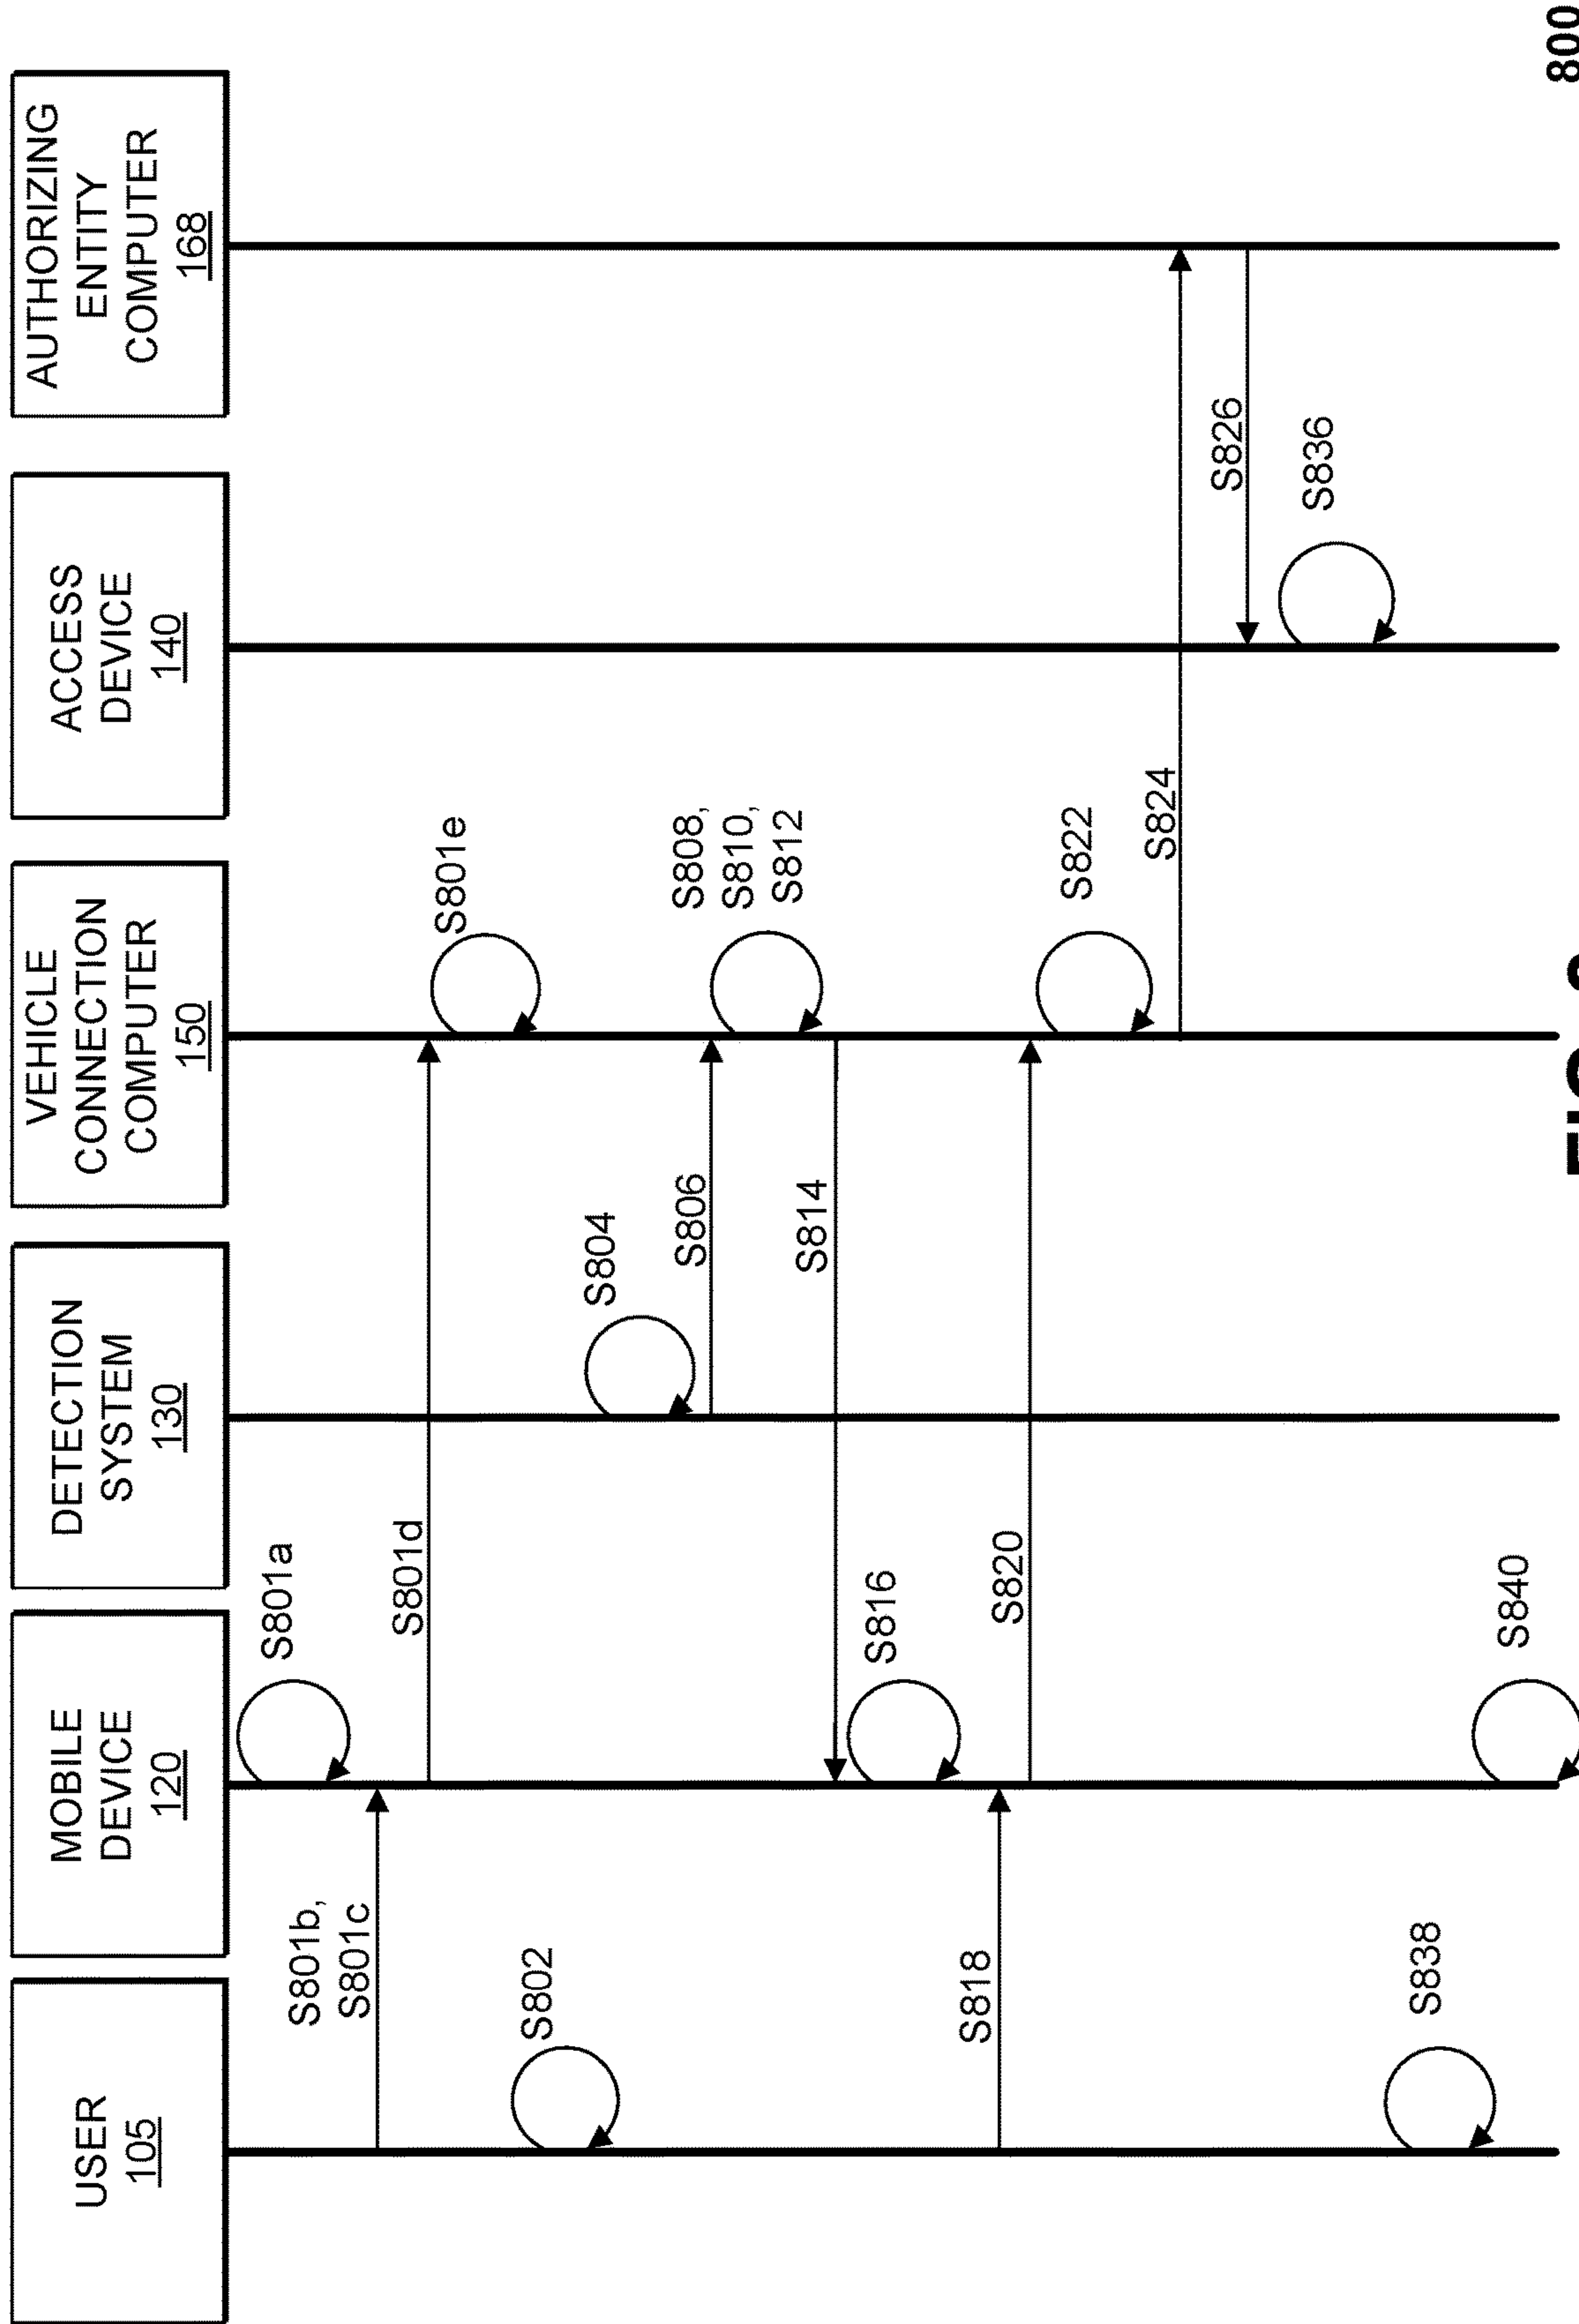 USER
105
MOBILE
DEVICE
120
DETECTION
SYSTEM
130
VEHICLE
CONNECTION
COMPUTER
150
ACCESS
DEVICE
140
AUTHORIZING
ENTITY
COMPUTER
168
S801a
S801b,
S801c
S801d
S801e
S802
S804
S806
S808,
S810,
S812
S814
S816
S818
S820
S822
S824
S826
S836
S838
S840
800